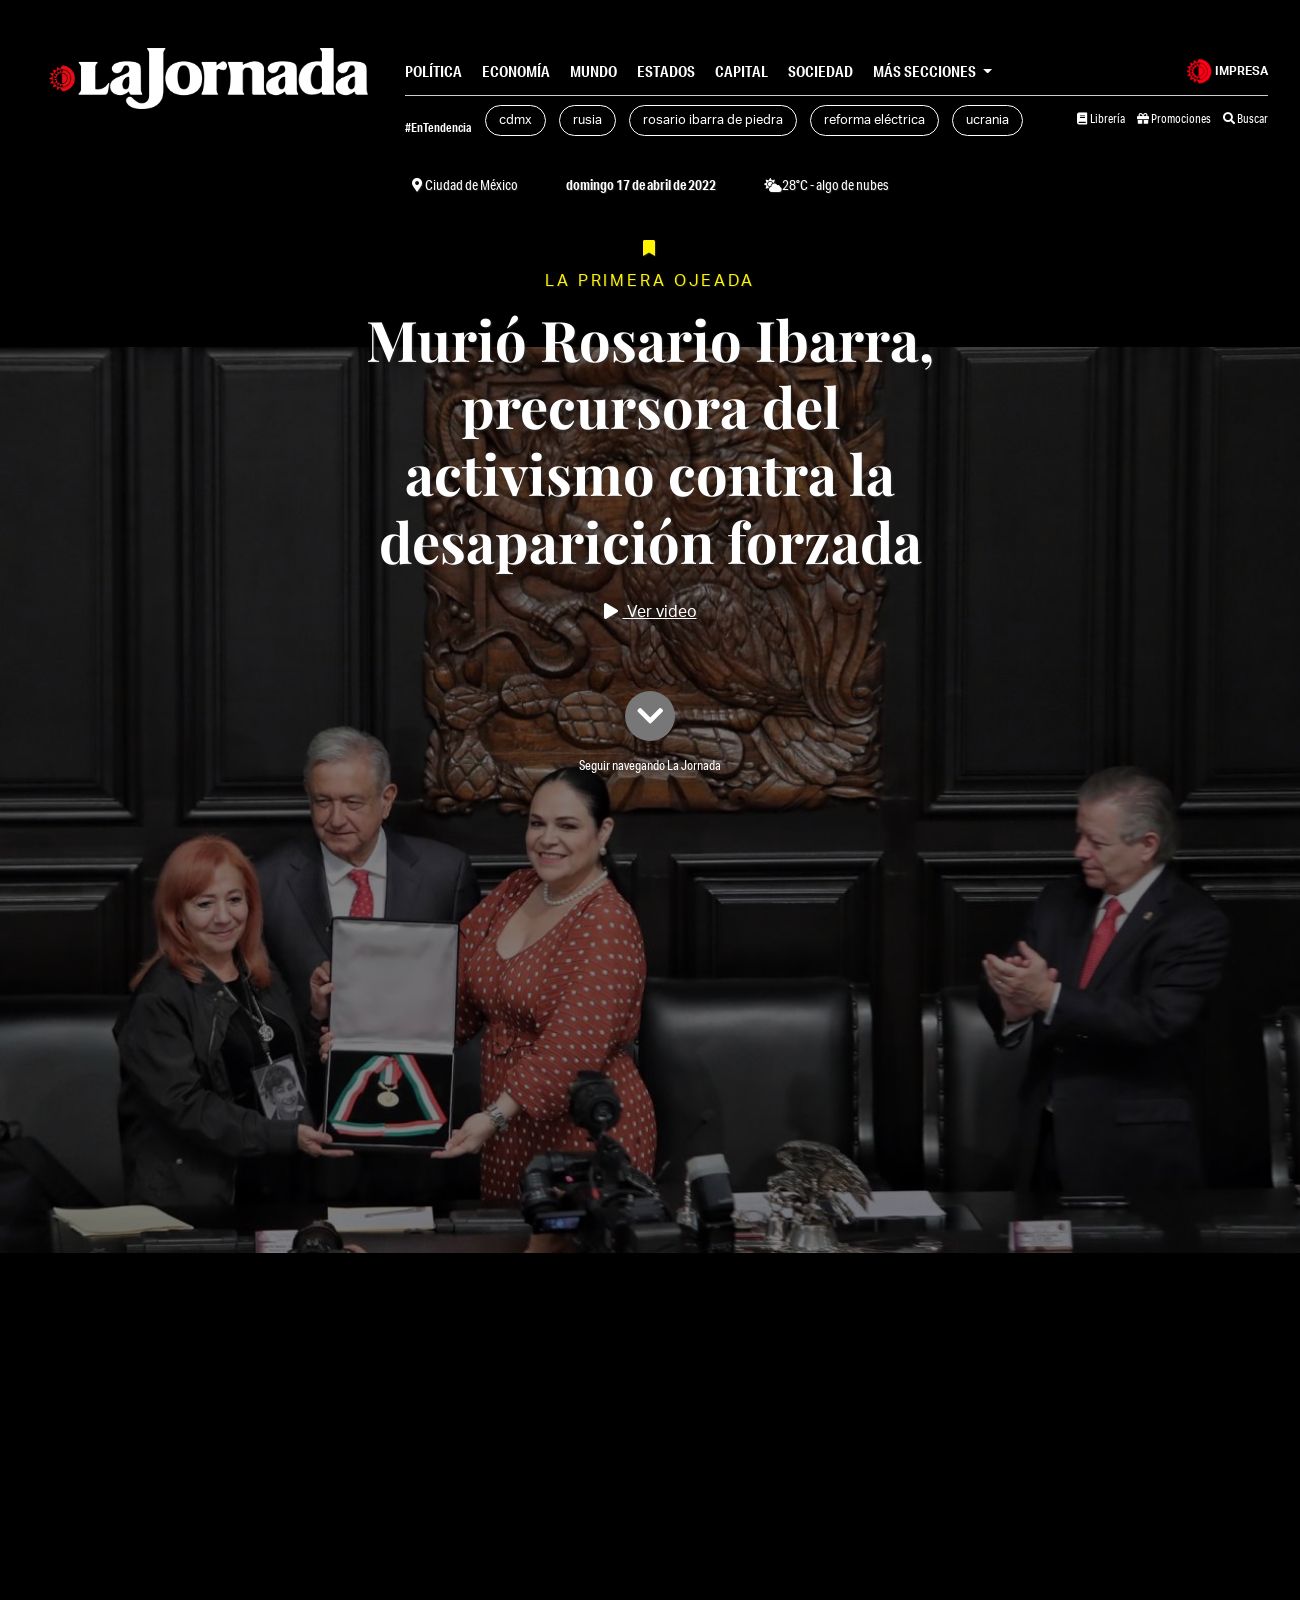 LaJornada
POLÍTICA ECONOMÍA MUNDO ESTADOS CAPITAL SOCIEDAD MÁS SECCIONES
IMPRESA
#EnTendencia cdmx rusia rosario ibarra de piedra reforma eléctrica ucrania
Librería Promociones Buscar
Ciudad de México domingo 17 de abril de 2022 28°C - algo de nubes
LA PRIMERA OJEADA
Murió Rosario Ibarra,
precursora del
activismo contra la
desaparición forzada
Ver video
Seguir navegando La Jornada